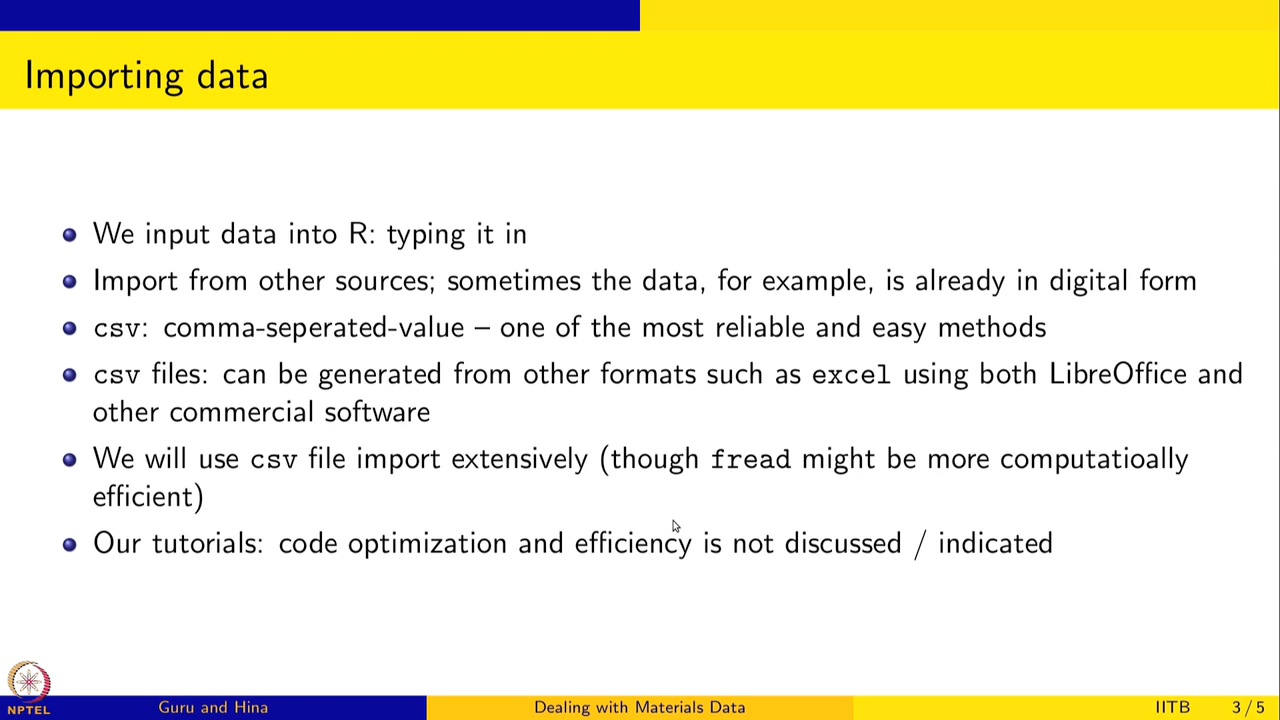 Importing data
We input data into R: typing it in
Import from other sources; sometimes the data, for example, is already in digital form
csv: comma-seperated-value – one of the most reliable and easy methods
csv files: can be generated from other formats such as excel using both LibreOffice and
other commercial software
We will use csv file import extensively (though fread might be more computatioally
efficient)
Our tutorials: code optimization and efficiency is not discussed / indicated
NPTEL
Guru and Hina
Dealing with Materials Data
IITB
3 / 5